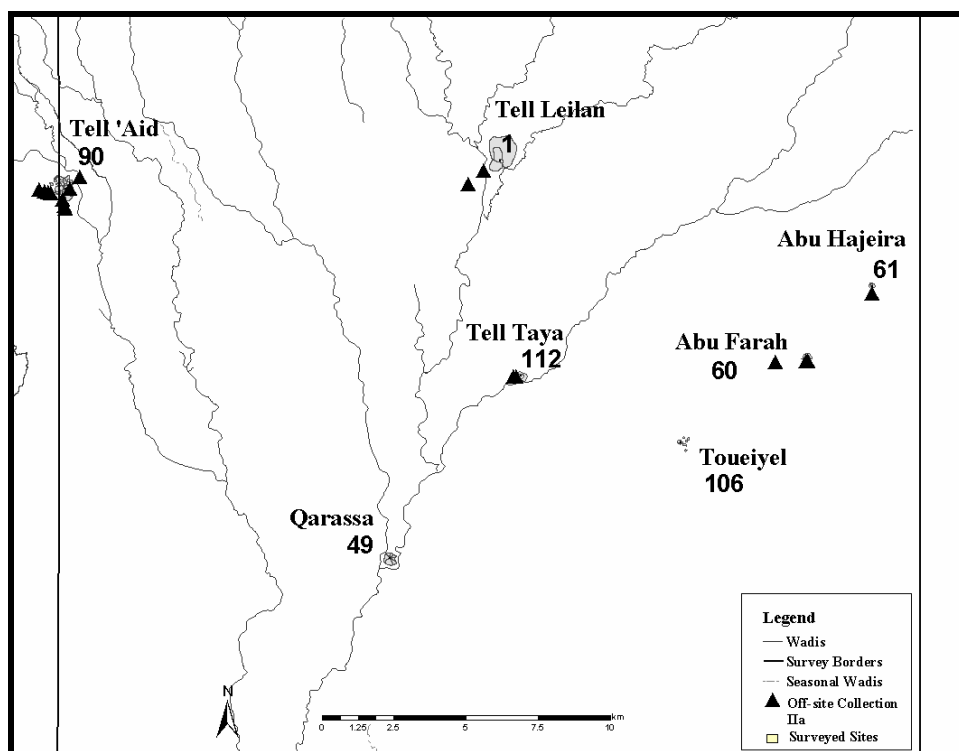 Tell Leilan
1
Tell 'Aid
90
Abu Hajeira
61
Tell Taya
112
Abu Farah
60
Toueiyel
106
Qarassa
49
Legend
Wadis
Survey Borders
Seasonal Wadis
Off-site Collection
IIa
Surveyed Sites
N
km
0 1.25 2.5 5 7.5 10